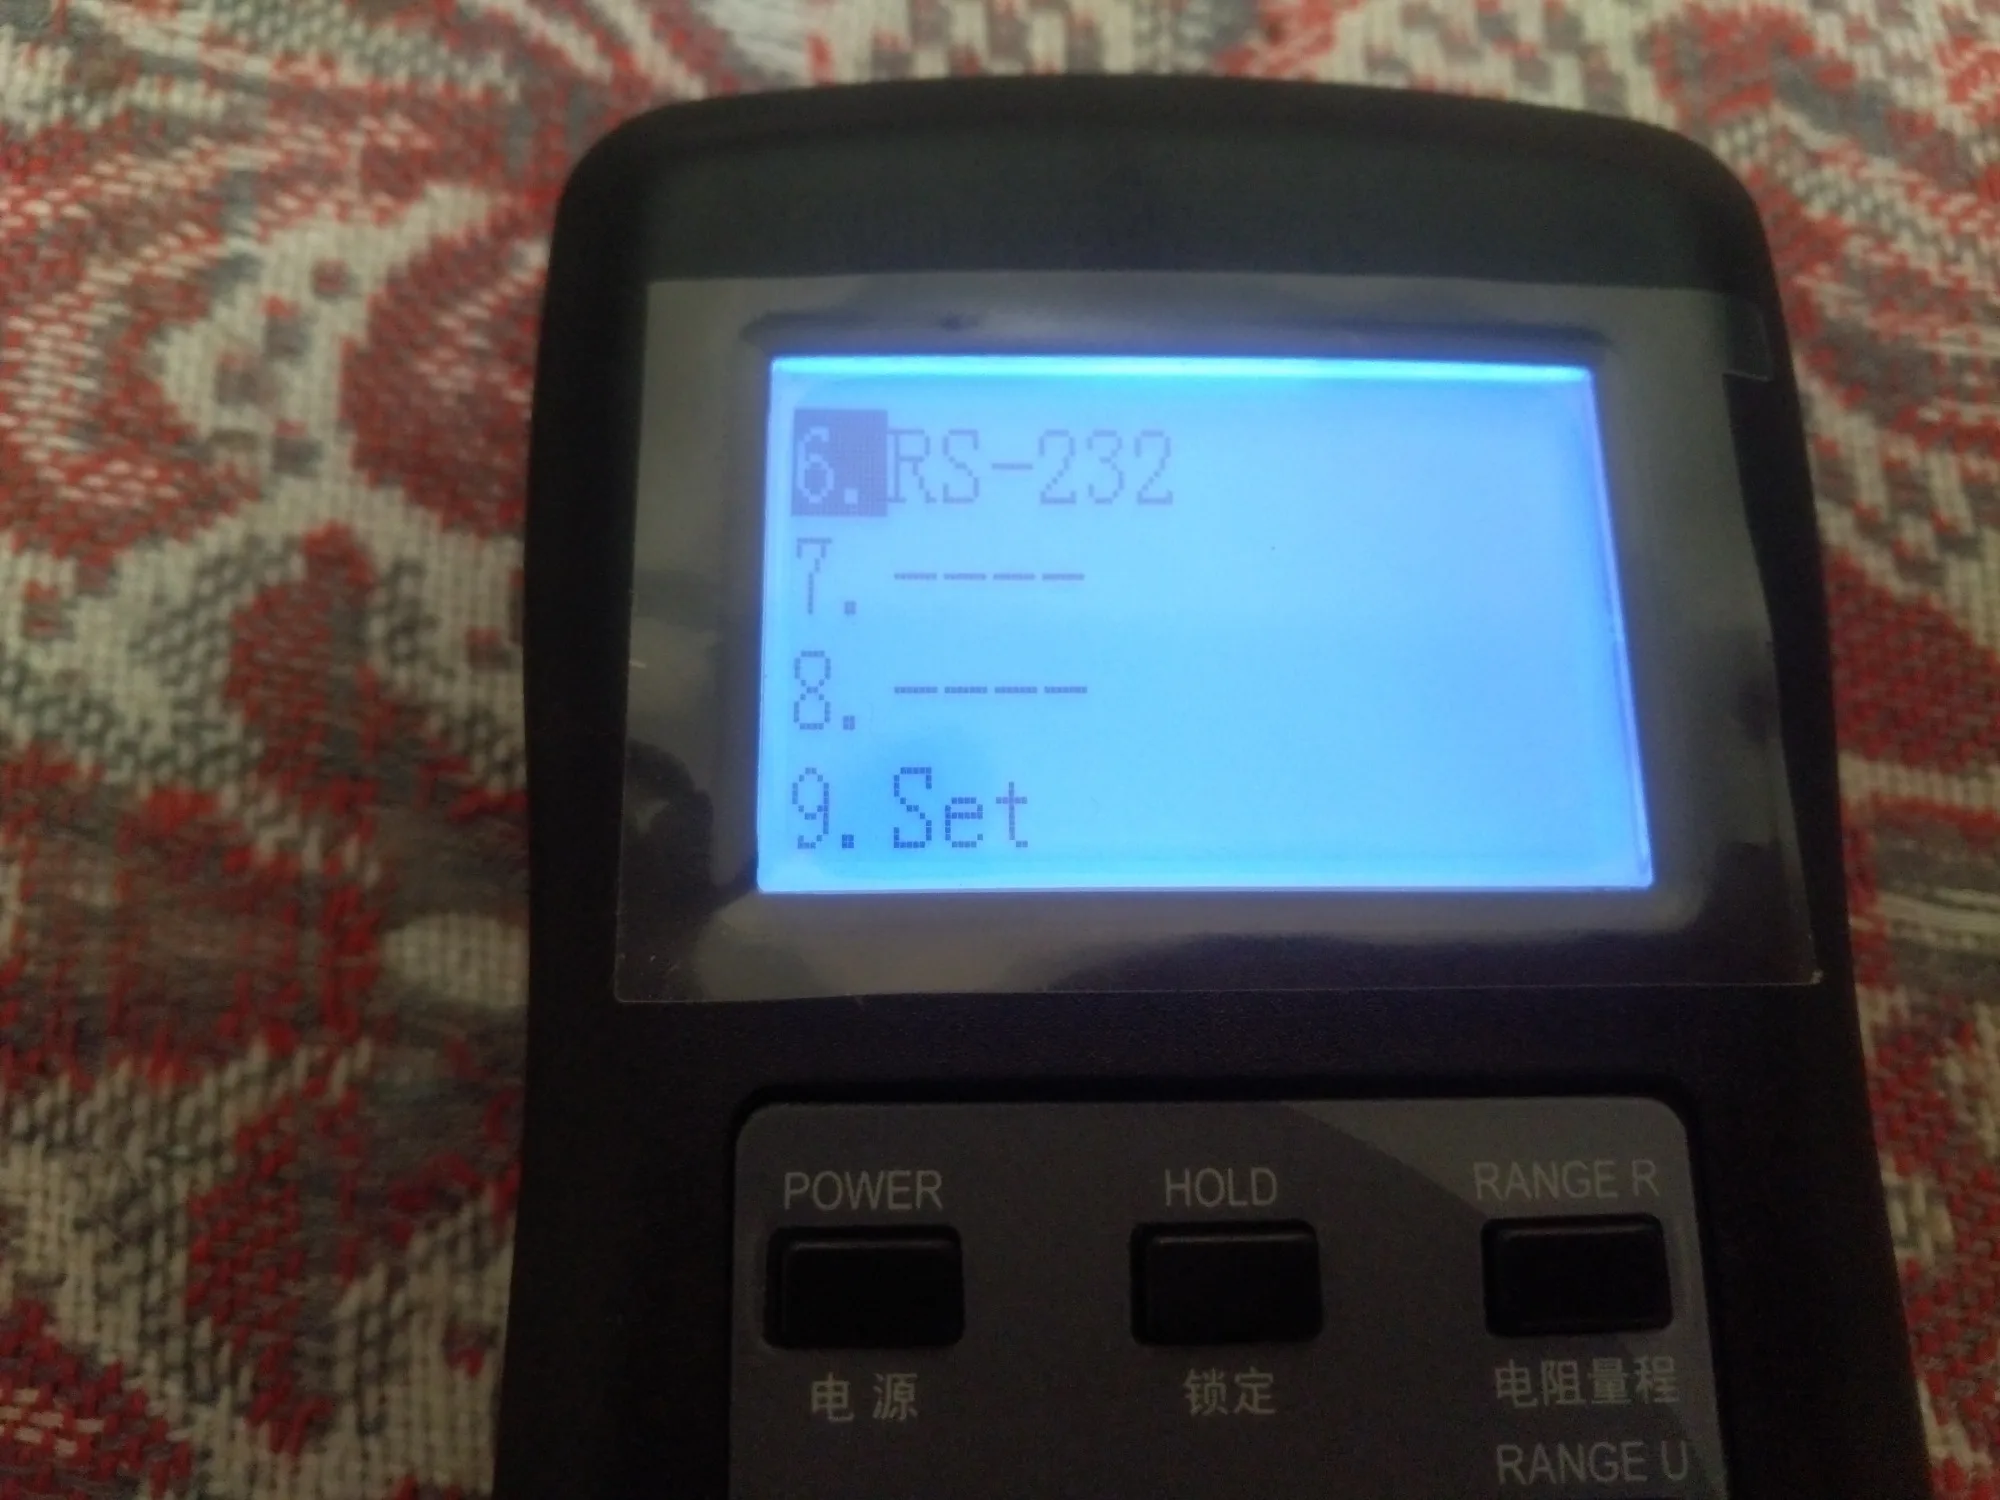 6.RS-232
7.----
8.----
9.Set
POWER HOLD RANGE R
电源 锁定 电阻量程
RANGE U